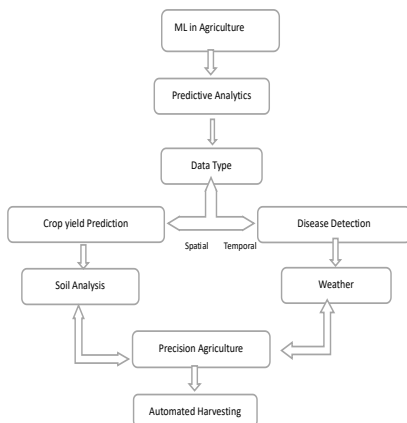 ML in Agriculture
Predictive Analytics
Data Type
Crop yield Prediction
Disease Detection
Spatial
Temporal
Soil Analysis
Weather
Precision Agriculture
Automated Harvesting